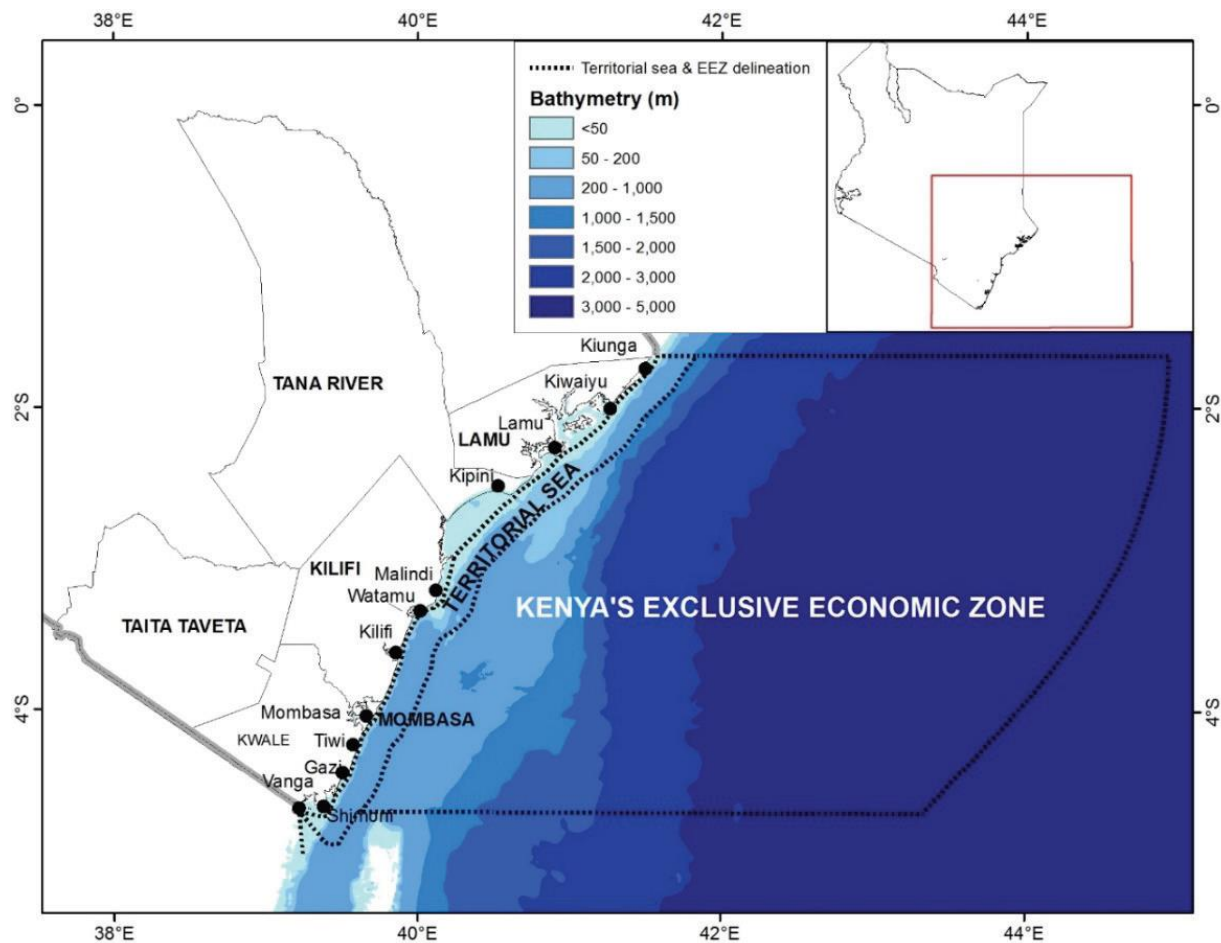 38°E 40°E 42°E 44°E
Territorial sea & EEZ delineation
Bathymetry (m)
<50
50 - 200
200 - 1,000
1,000 - 1,500
1,500 - 2,000
2,000 - 3,000
3,000 - 5,000
0° 0°
Kiunga
TANA RIVER
Kiwaiyu
2°S 2°S
Lamu
LAMU
Kipini
TERRITORIAL SEA
KILIFI
Malindi
Watamu
KENYA'S EXCLUSIVE ECONOMIC ZONE
TAITA TAVETA
Kilifi
4°S 4°S
Mombasa
MOMBASA
KWALE
Tiwi
Gazi
Vanga
Shimoni
38°E 40°E 42°E 44°E